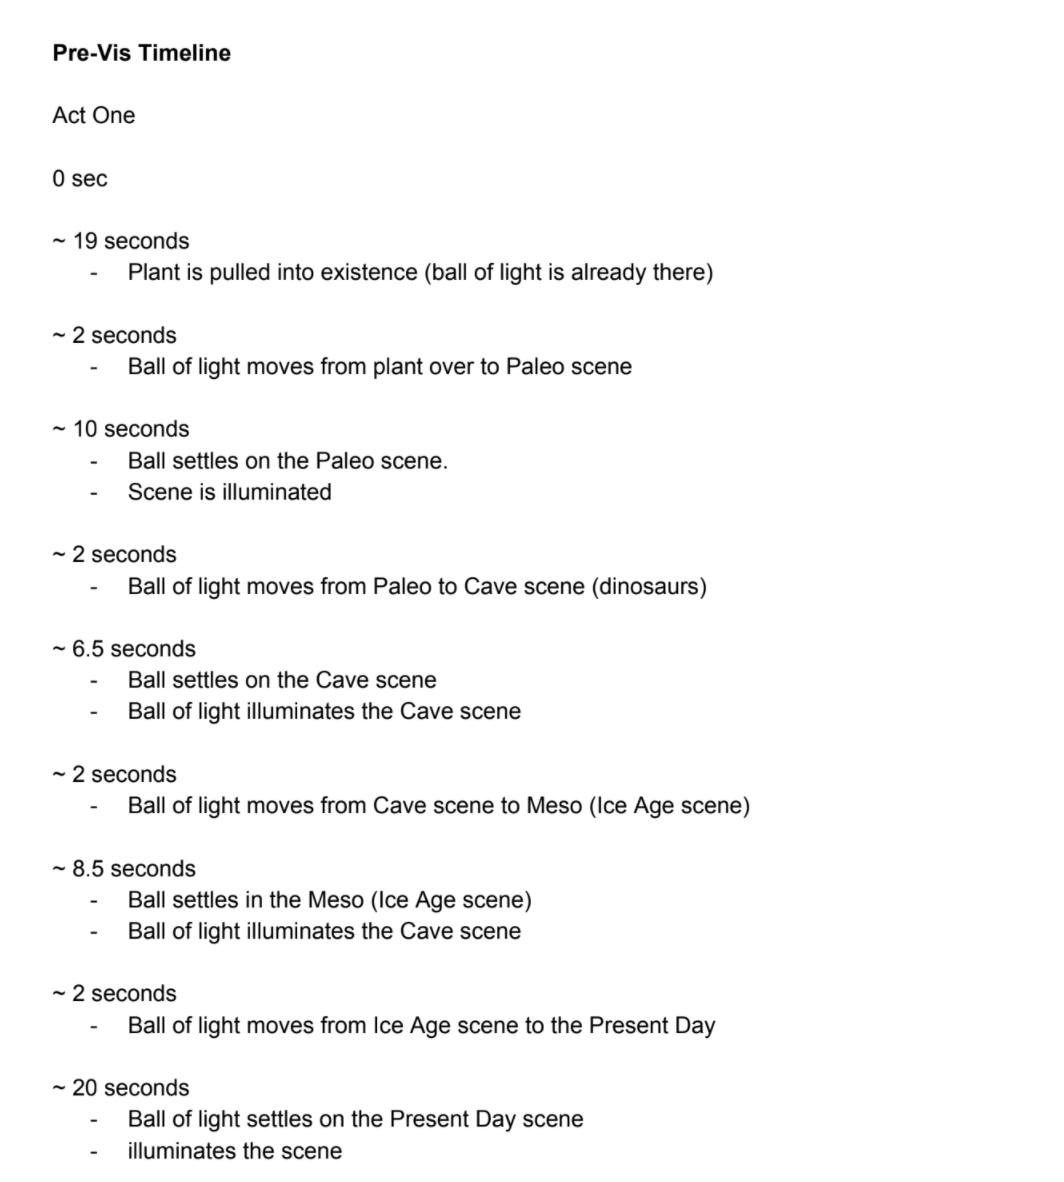 Pre-Vis Timeline
Act One
0 sec
~ 19 seconds
- Plant is pulled into existence (ball of light is already there)
~ 2 seconds
- Ball of light moves from plant over to Paleo scene
~ 10 seconds
- Ball settles on the Paleo scene.
- Scene is illuminated
~ 2 seconds
- Ball of light moves from Paleo to Cave scene (dinosaurs)
~ 6.5 seconds
- Ball settles on the Cave scene
- Ball of light illuminates the Cave scene
~ 2 seconds
- Ball of light moves from Cave scene to Meso (Ice Age scene)
~ 8.5 seconds
- Ball settles in the Meso (Ice Age scene)
- Ball of light illuminates the Cave scene
~ 2 seconds
- Ball of light moves from Ice Age scene to the Present Day
~ 20 seconds
- Ball of light settles on the Present Day scene
- illuminates the scene